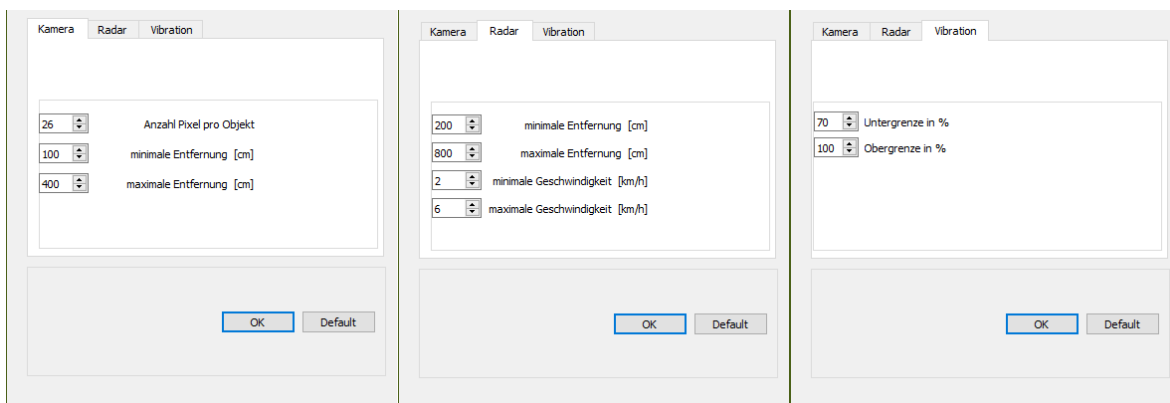 Kamera Radar Vibration
26 Anzahl Pixel pro Objekt
100 minimale Entfernung [cm]
400 maximale Entfernung [cm]
OK Default
Kamera Radar Vibration
200 minimale Entfernung [cm]
800 maximale Entfernung [cm]
2 minimale Geschwindigkeit [km/h]
6 maximale Geschwindigkeit [km/h]
OK Default
Kamera Radar Vibration
70 Untergrenze in %
100 Obergrenze in %
OK Default